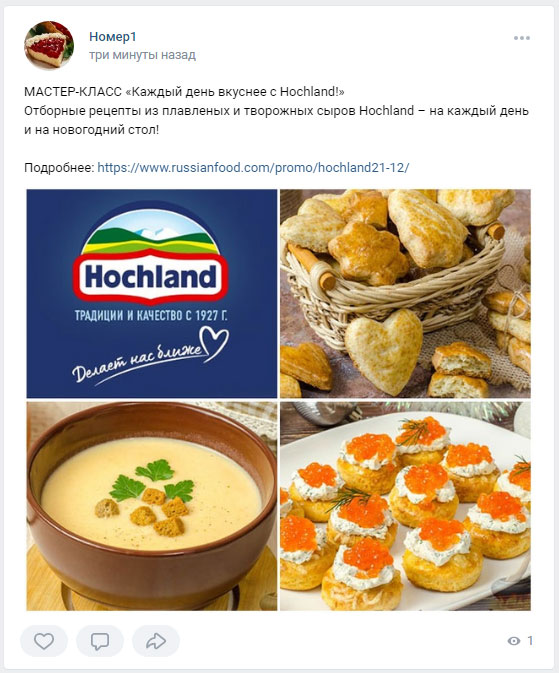 Номер1
три минуты назад
МАСТЕР-КЛАСС «Каждый день вкуснее с Hochland!»
Отборные рецепты из плавленых и творожных сыров Hochland – на каждый день
и на новогодний стол!
Подробнее: https://www.russianfood.com/promo/hochland21-12/
Hochland
ТРАДИЦИИ И КАЧЕСТВО С 1927 Г.
Делает нас ближе
1